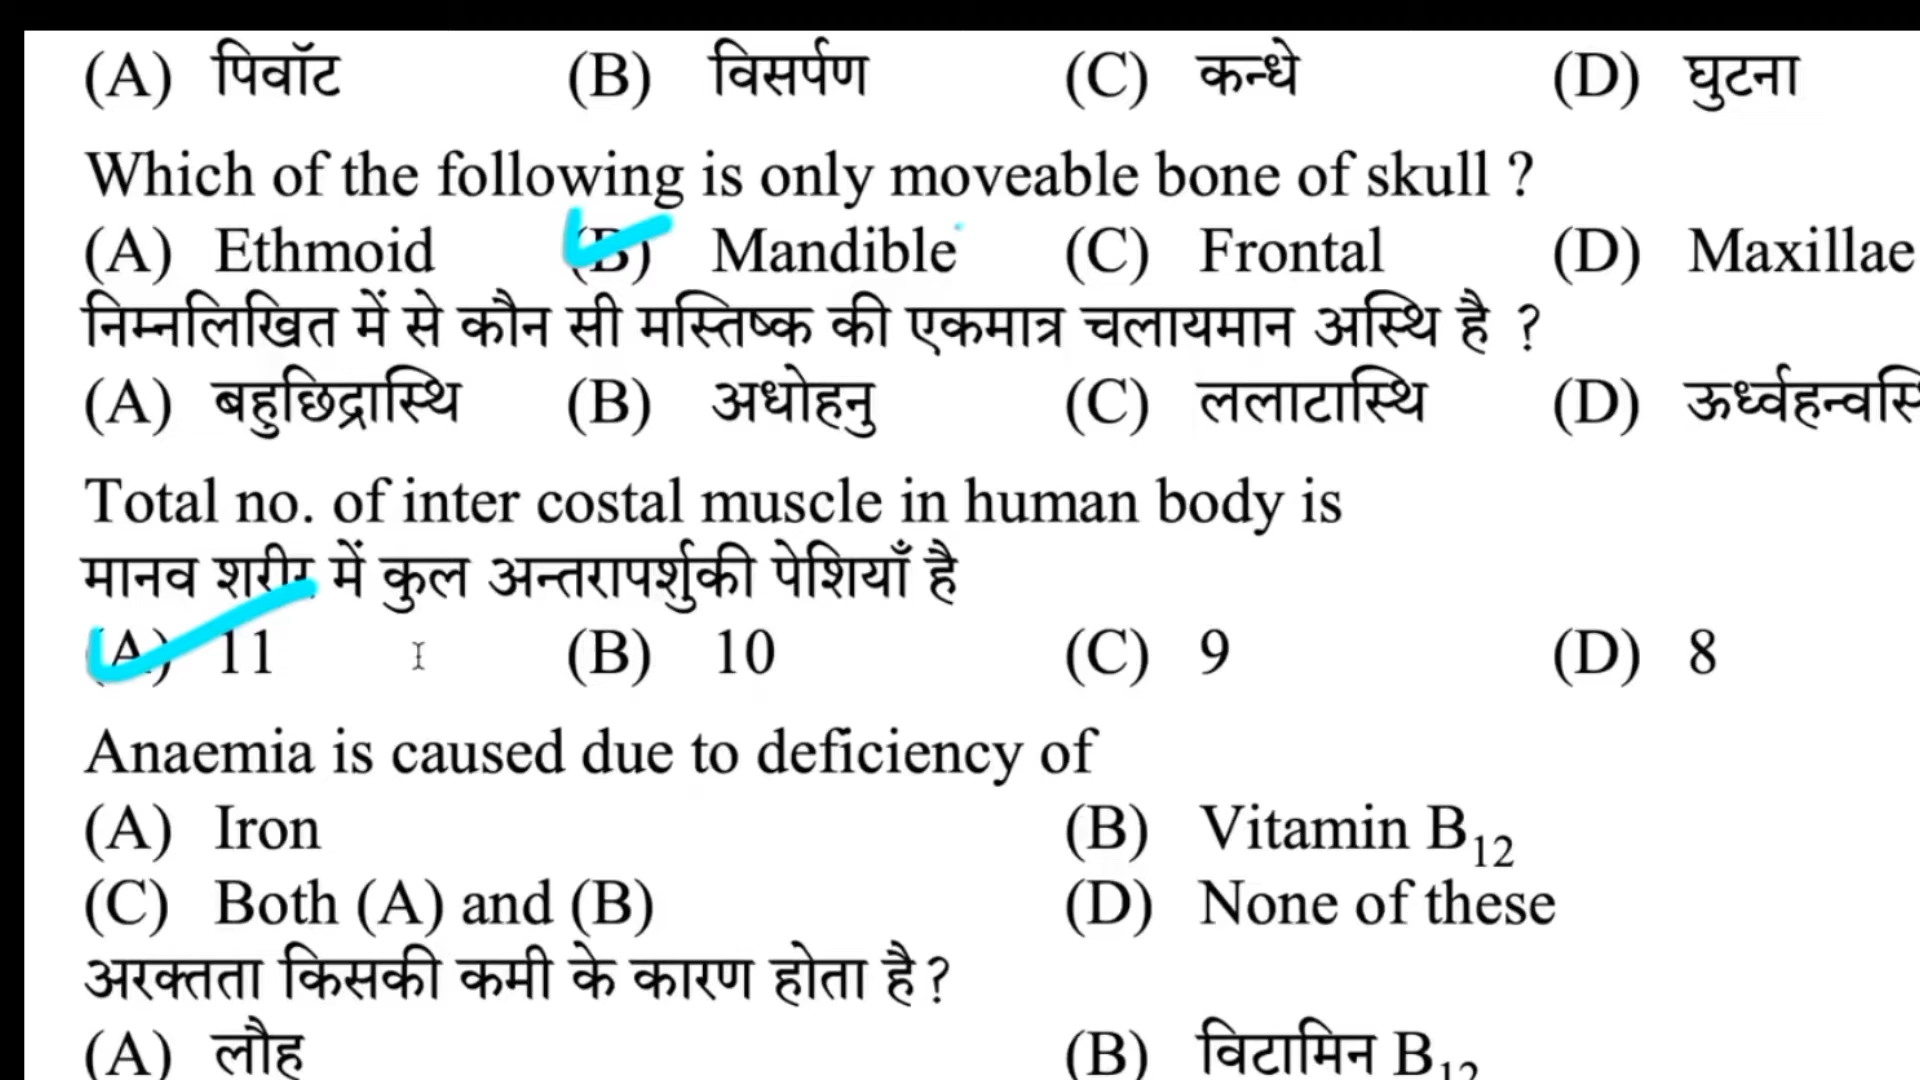 (A) पिवॉट (B) विसर्पण (C) कन्धे (D) घुटना
Which of the following is only moveable bone of skull ?
(A) Ethmoid (B) Mandible (C) Frontal (D) Maxillae
निम्नलिखित में से कौन सी मस्तिष्क की एकमात्र चलायमान अस्थि है ?
(A) बहुछिद्रास्थि (B) अधोहनु (C) ललाटास्थि (D)
Total no. of inter costal muscle in human body is
मानव शरीर में कुल अन्तरापर्शुकी पेशियाँ है
(A) 11 (B) 10 (C) 9 (D) 8
Anaemia is caused due to deficiency of
(A) Iron (B) Vitamin B12
(C) Both (A) and (B) (D) None of these
अरक्तता किसकी कमी के कारण होता है ?
(A) लौह (B) विटामिन B12